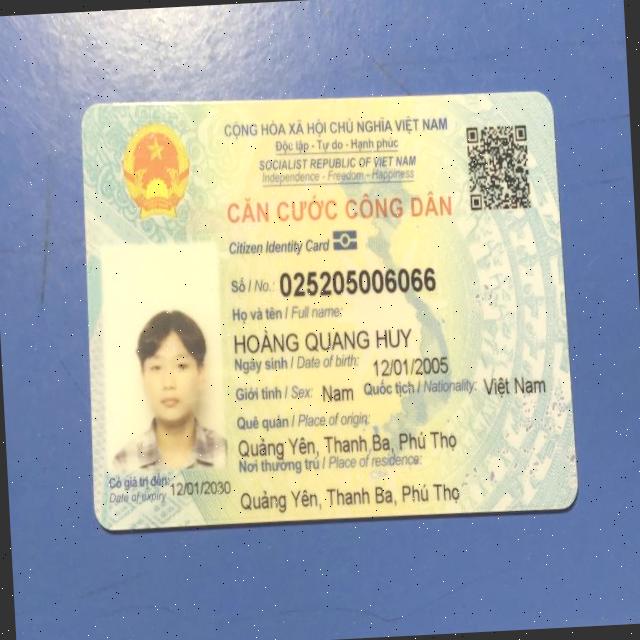 CỘNG HÒA XÃ HỘI CHỦ NGHĨA VIỆT NAM
Độc lập - Tự do - Hạnh phúc
SOCIALIST REPUBLIC OF VIET NAM
Independence - Freedom - Happiness
CĂN CƯỚC CÔNG DÂN
Citizen Identity Card
Số / No.: 025205006066
Họ và tên / Full name:
HOÀNG QUANG HUY
Ngày sinh / Date of birth: 12/01/2005
Giới tính / Sex: Nam Quốc tịch / Nationality: Việt Nam
Quê quán / Place of origin:
Quảng Yên, Thanh Ba, Phú Thọ
Nơi thường trú / Place of residence:
Quảng Yên, Thanh Ba, Phú Thọ
Có giá trị đến: 12/01/2030
Date of expiry